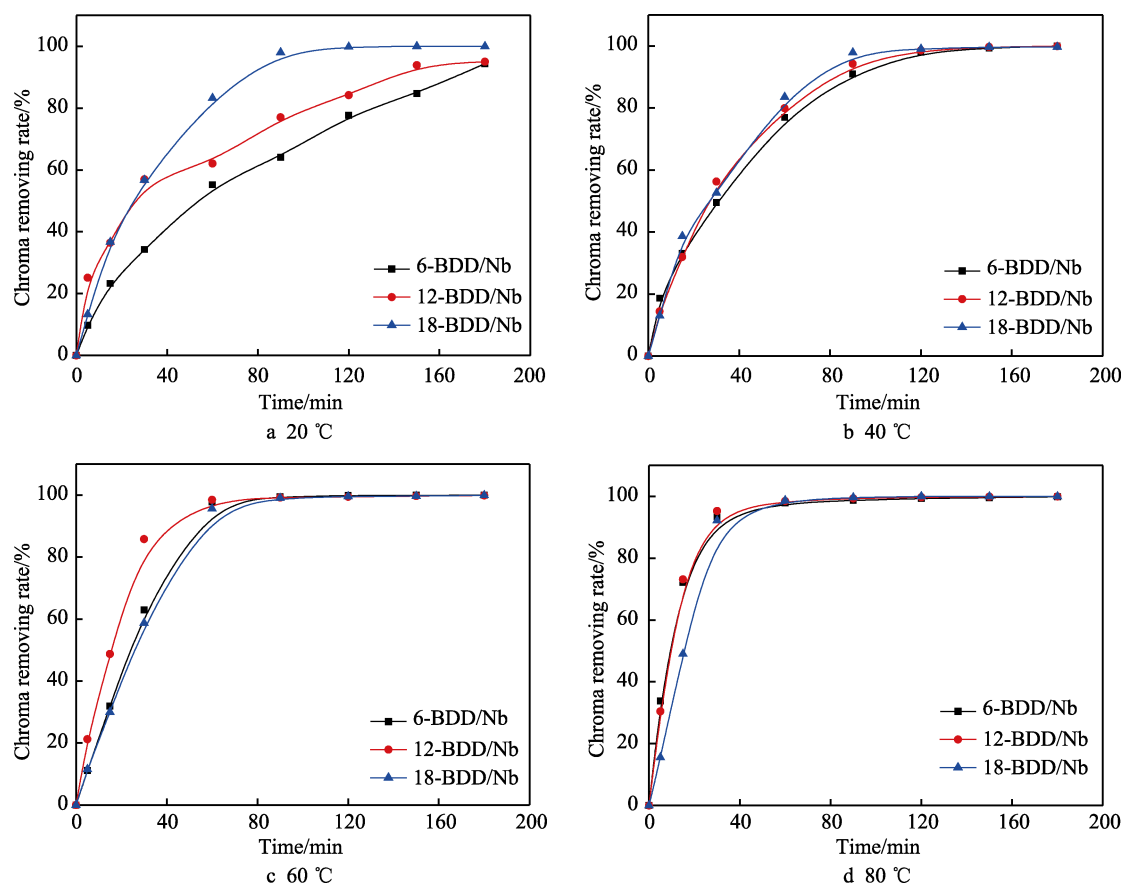 Chroma removing rate/%
100
80
60
40
20
0
6-BDD/Nb
12-BDD/Nb
18-BDD/Nb
0 40 80 120 160 200
Time/min
a 20 ℃
Chroma removing rate/%
100
80
60
40
20
0
6-BDD/Nb
12-BDD/Nb
18-BDD/Nb
0 40 80 120 160 200
Time/min
b 40 ℃
Chroma removing rate/%
100
80
60
40
20
0
6-BDD/Nb
12-BDD/Nb
18-BDD/Nb
0 40 80 120 160 200
Time/min
c 60 ℃
Chroma removing rate/%
100
80
60
40
20
0
6-BDD/Nb
12-BDD/Nb
18-BDD/Nb
0 40 80 120 160 200
Time/min
d 80 ℃